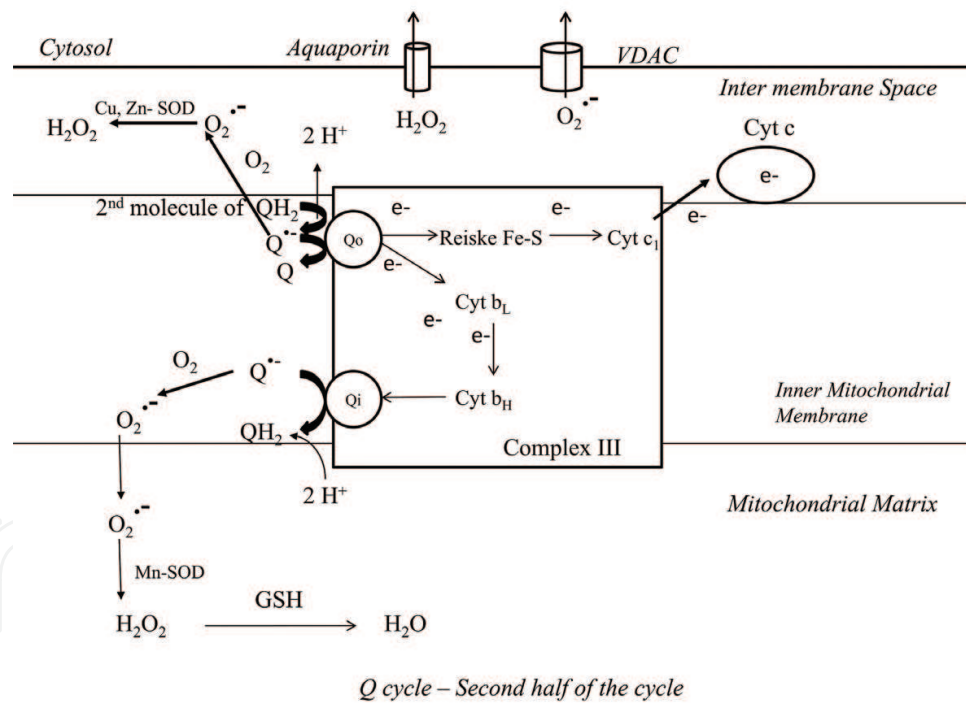 Cytosol
Aquaporin
VDAC
Inter membrane Space
H₂O₂
Cu, Zn- SOD
O₂•-
2 H⁺
H₂O₂
O₂•-
Cyt c
e-
O₂
2nd molecule of QH₂
e-
e-
e-
Q•-
Qo
Reiske Fe-S
Cyt c₁
Q
e-
Cyt bL
e-
e-
O₂
Q•-
Qi
Cyt bH
Inner Mitochondrial
Membrane
O₂•-
QH₂
Complex III
2 H⁺
Mitochondrial Matrix
O₂•-
Mn-SOD
GSH
H₂O₂
H₂O
Q cycle – Second half of the cycle